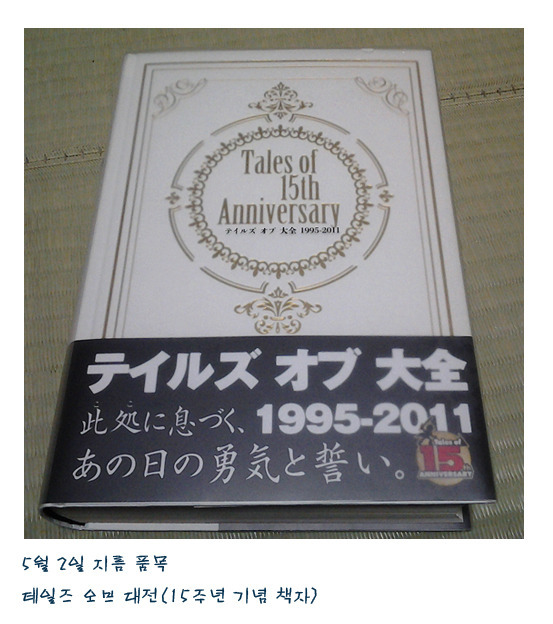 Tales of
15th
Anniversary
テイルズ オブ 大全 1995-2011
テイルズ オブ 大全
此処に息づく、1995-2011
あの日の勇気と誓い。
Tales of
15th
ANNIVERSARY
5월 2일 지름 품목
테일즈 오브 대전(15주년 기념 책자)